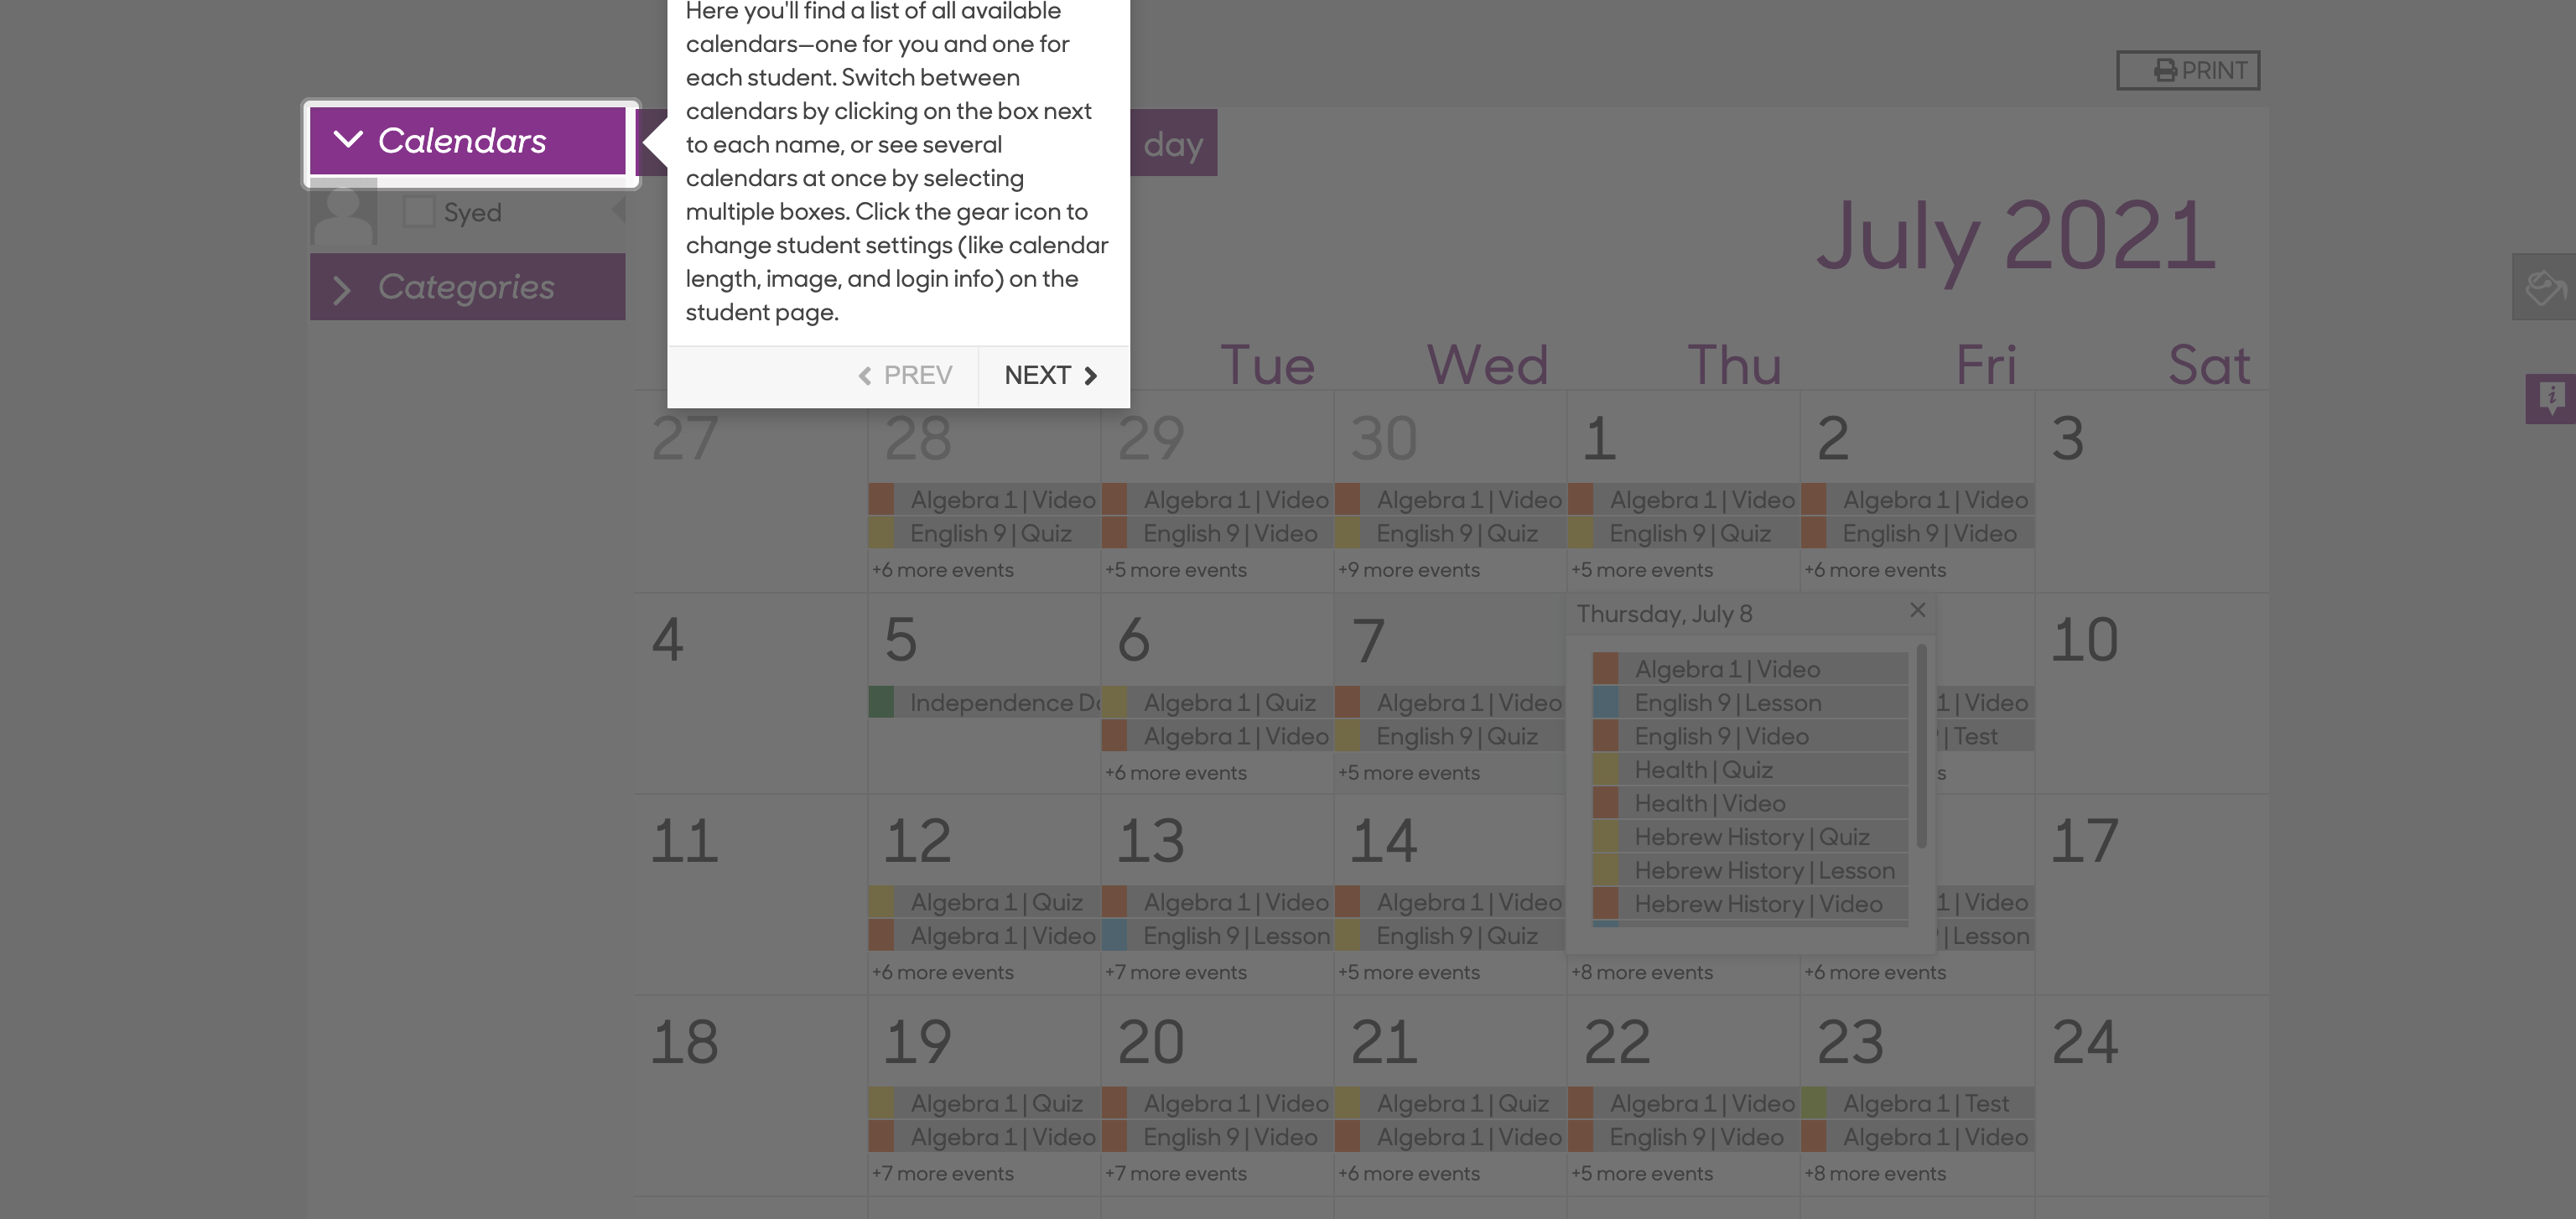 Here you'll find a list of all available
calendars—one for you and one for
each student. Switch between
calendars by clicking on the box next
to each name, or see several
calendars at once by selecting
multiple boxes. Click the gear icon to
change student settings (like calendar
length, image, and login info) on the
student page.
PREV NEXT
PRINT
Calendars
day
Syed
Categories
July 2021
Tue Wed Thu Fri Sat
27 28 29 30 1 2 3
Algebra 1 | Video Algebra 1 | Video Algebra 1 | Video Algebra 1 | Video Algebra 1 | Video
English 9 | Quiz English 9 | Video English 9 | Quiz English 9 | Quiz English 9 | Video
+6 more events +5 more events +9 more events +5 more events +6 more events
4 5 6 7 10
Independence Algebra 1 | Quiz Algebra 1 | Video 1 | Video
Algebra 1 | Video English 9 | Quiz | Test
+6 more events +5 more events
Thursday, July 8
Algebra 1 | Video
English 9 | Lesson
English 9 | Video
Health | Quiz
Health | Video
Hebrew History | Quiz
Hebrew History | Lesson
Hebrew History | Video
11 12 13 14 17
Algebra 1 | Quiz Algebra 1 | Video Algebra 1 | Video 1 | Video
Algebra 1 | Video English 9 | Lesson English 9 | Quiz | Lesson
+6 more events +7 more events +5 more events +8 more events +6 more events
18 19 20 21 22 23 24
Algebra 1 | Quiz Algebra 1 | Video Algebra 1 | Quiz Algebra 1 | Video Algebra 1 | Test
Algebra 1 | Video English 9 | Video Algebra 1 | Video English 9 | Video Algebra 1 | Video
+7 more events +7 more events +6 more events +5 more events +8 more events